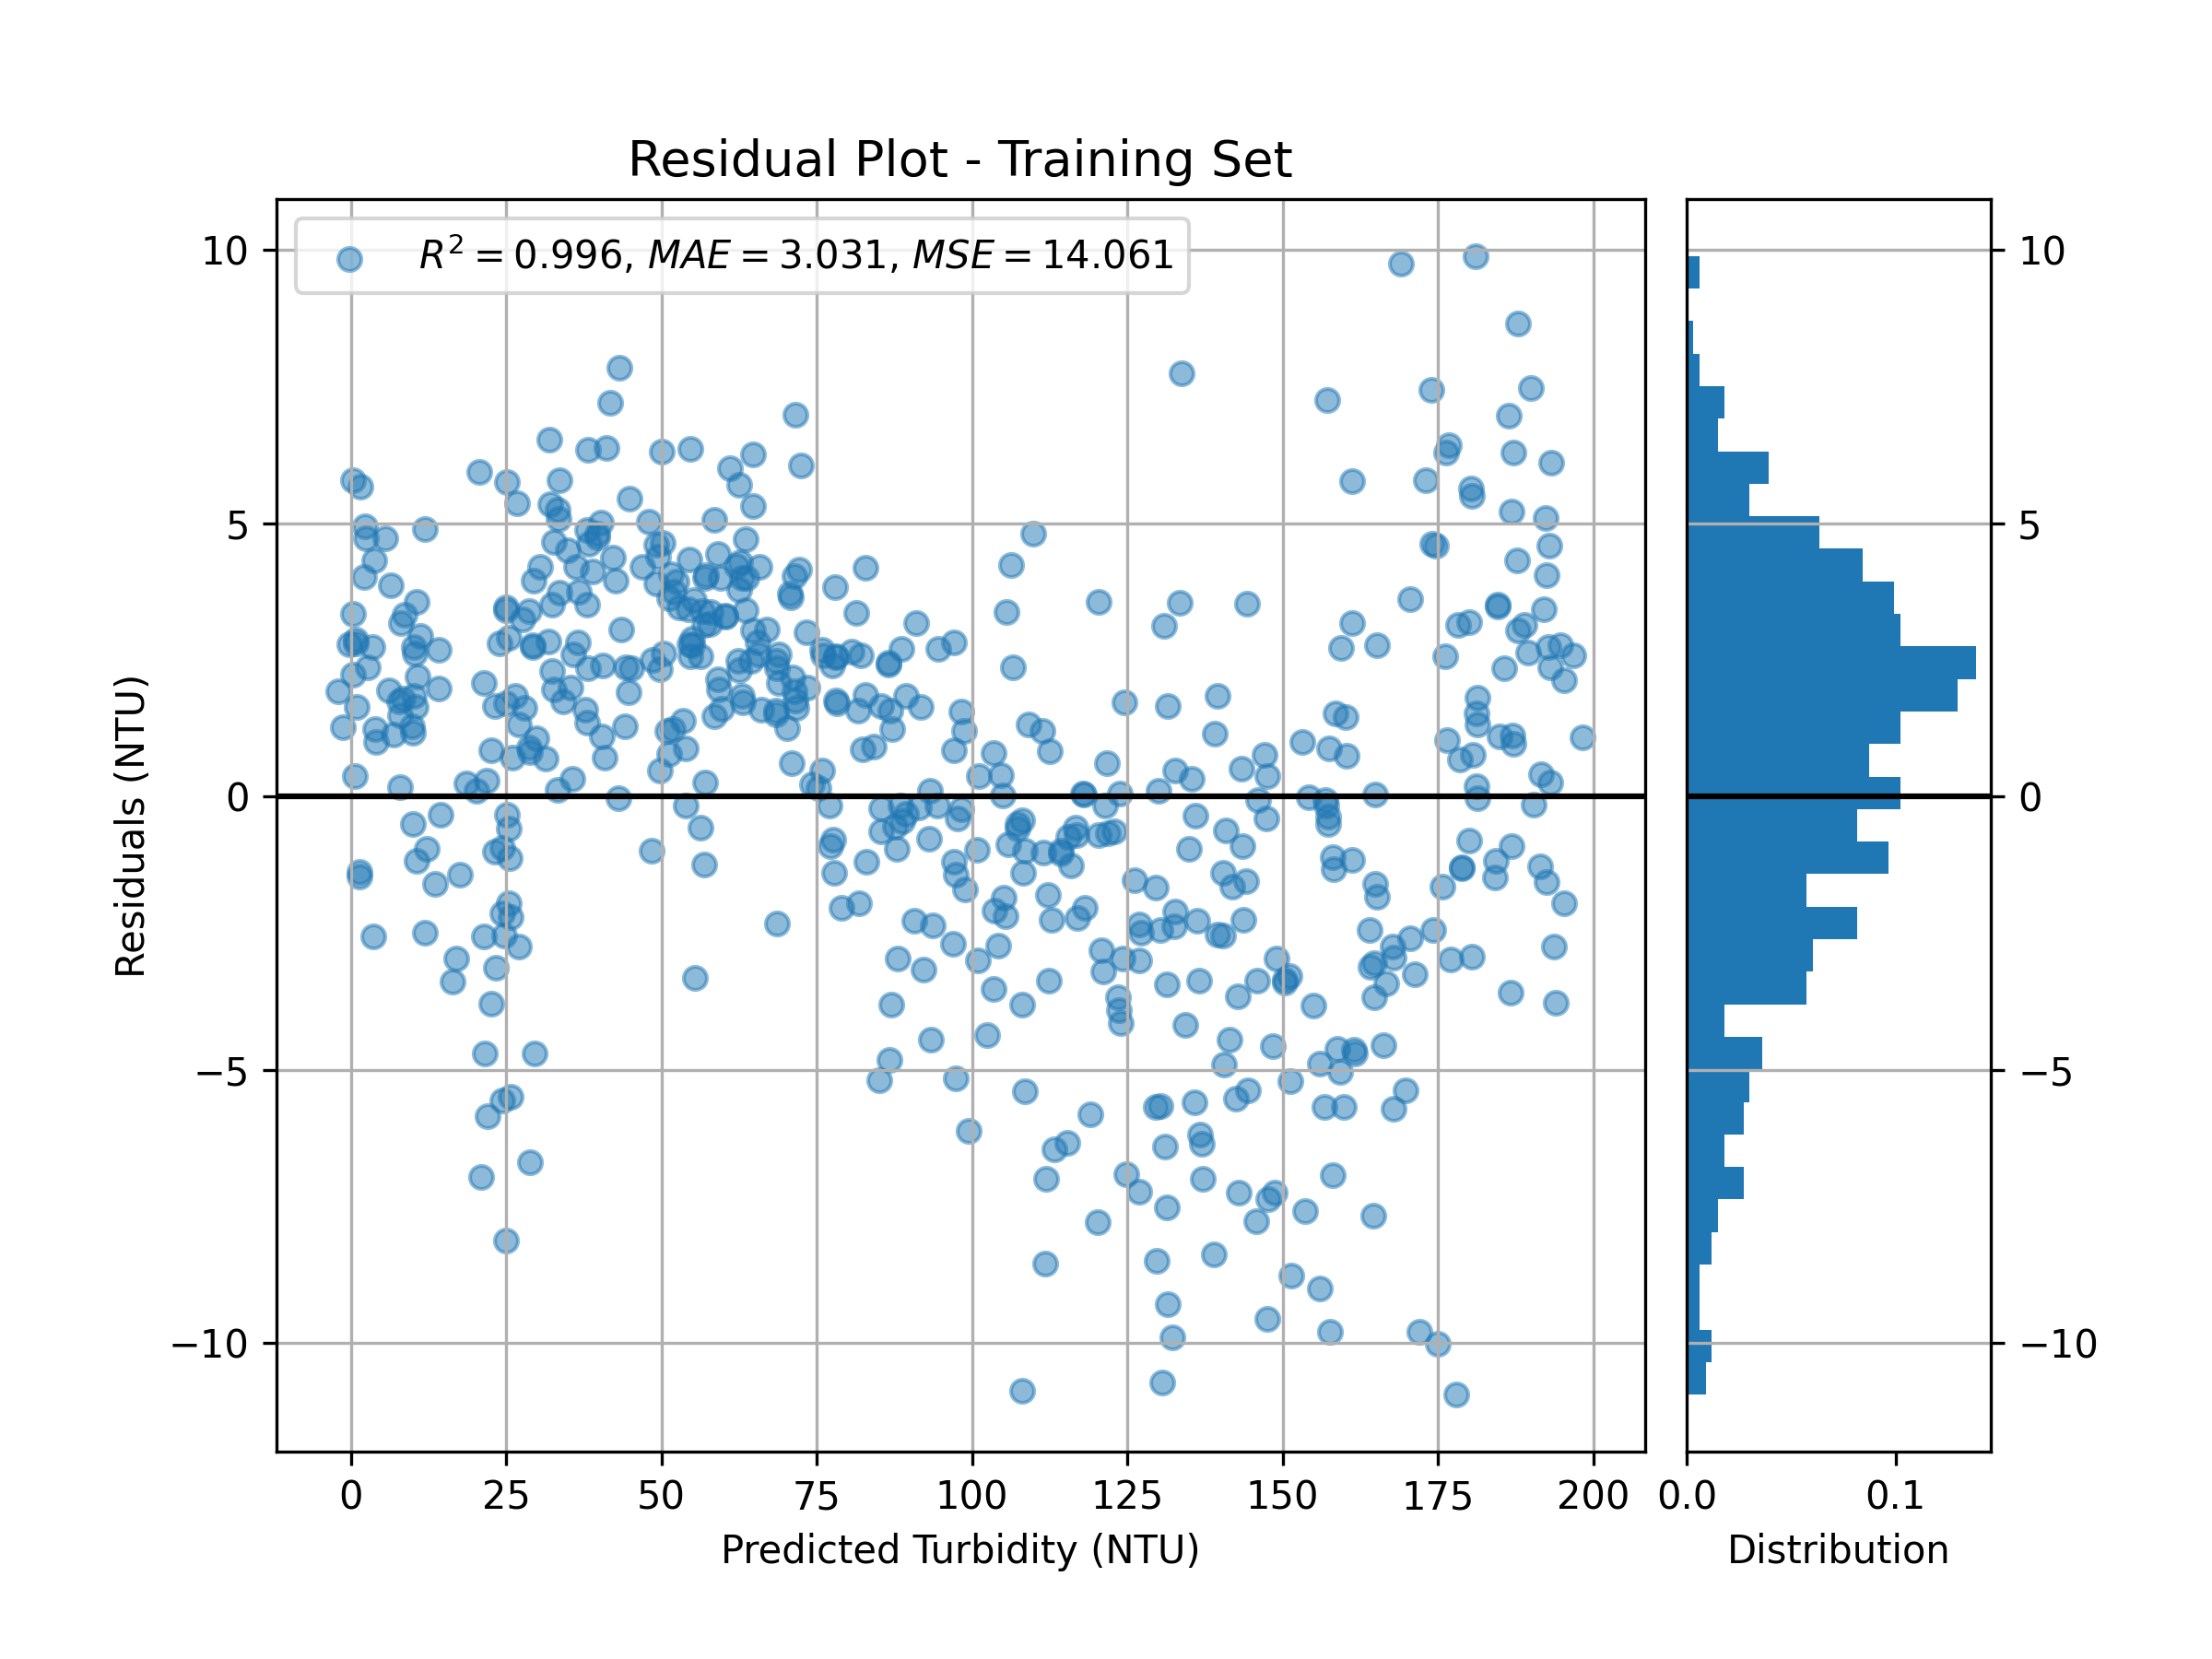 Residual Plot - Training Set
R² = 0.996, MAE = 3.031, MSE = 14.061
Residuals (NTU)
10
5
0
−5
−10
0 25 50 75 100 125 150 175 200
Predicted Turbidity (NTU)
10
5
0
−5
−10
0.0 0.1
Distribution